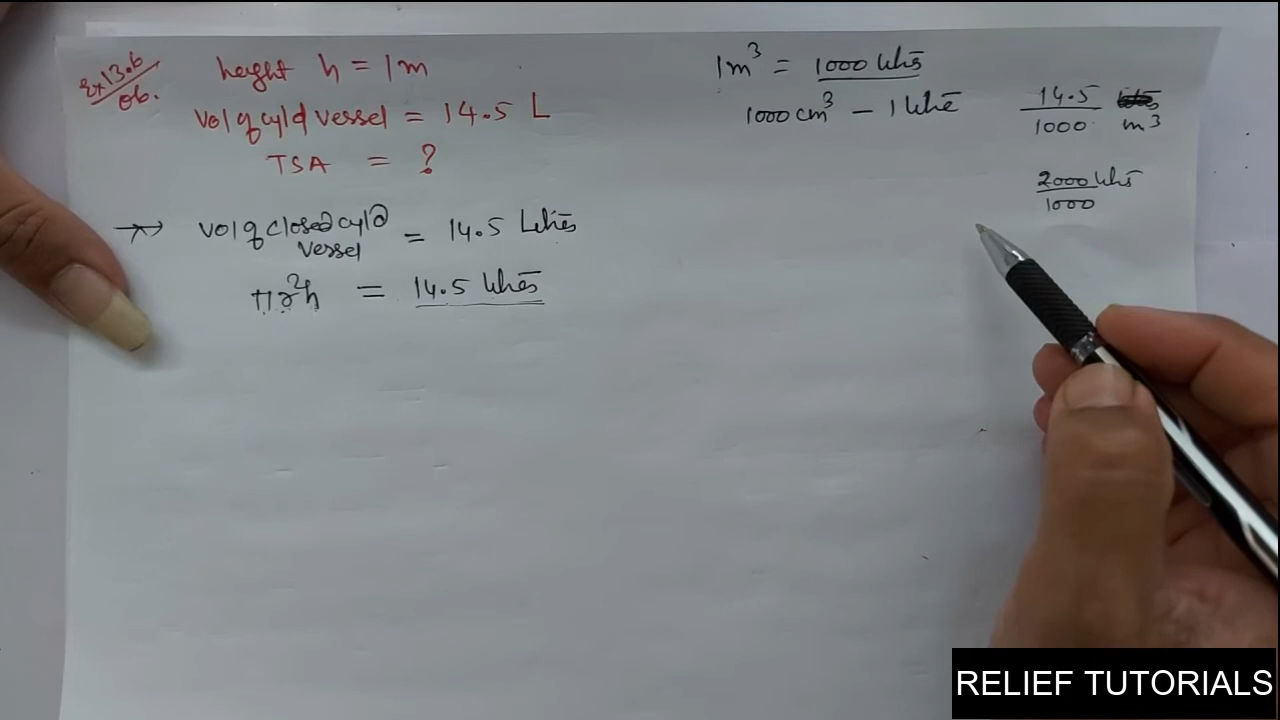 Ex 13.6
06.
height h = 1m
Vol of cyld vessel = 14.5 L
TSA = ?
Vol of closed cyld vessel = 14.5 Litres
πr²h = 14.5 litres
1m³ = 1000 litres
1000 cm³ - 1 litre
14.5
1000 m³
2000 litres
1000
RELIEF TUTORIALS